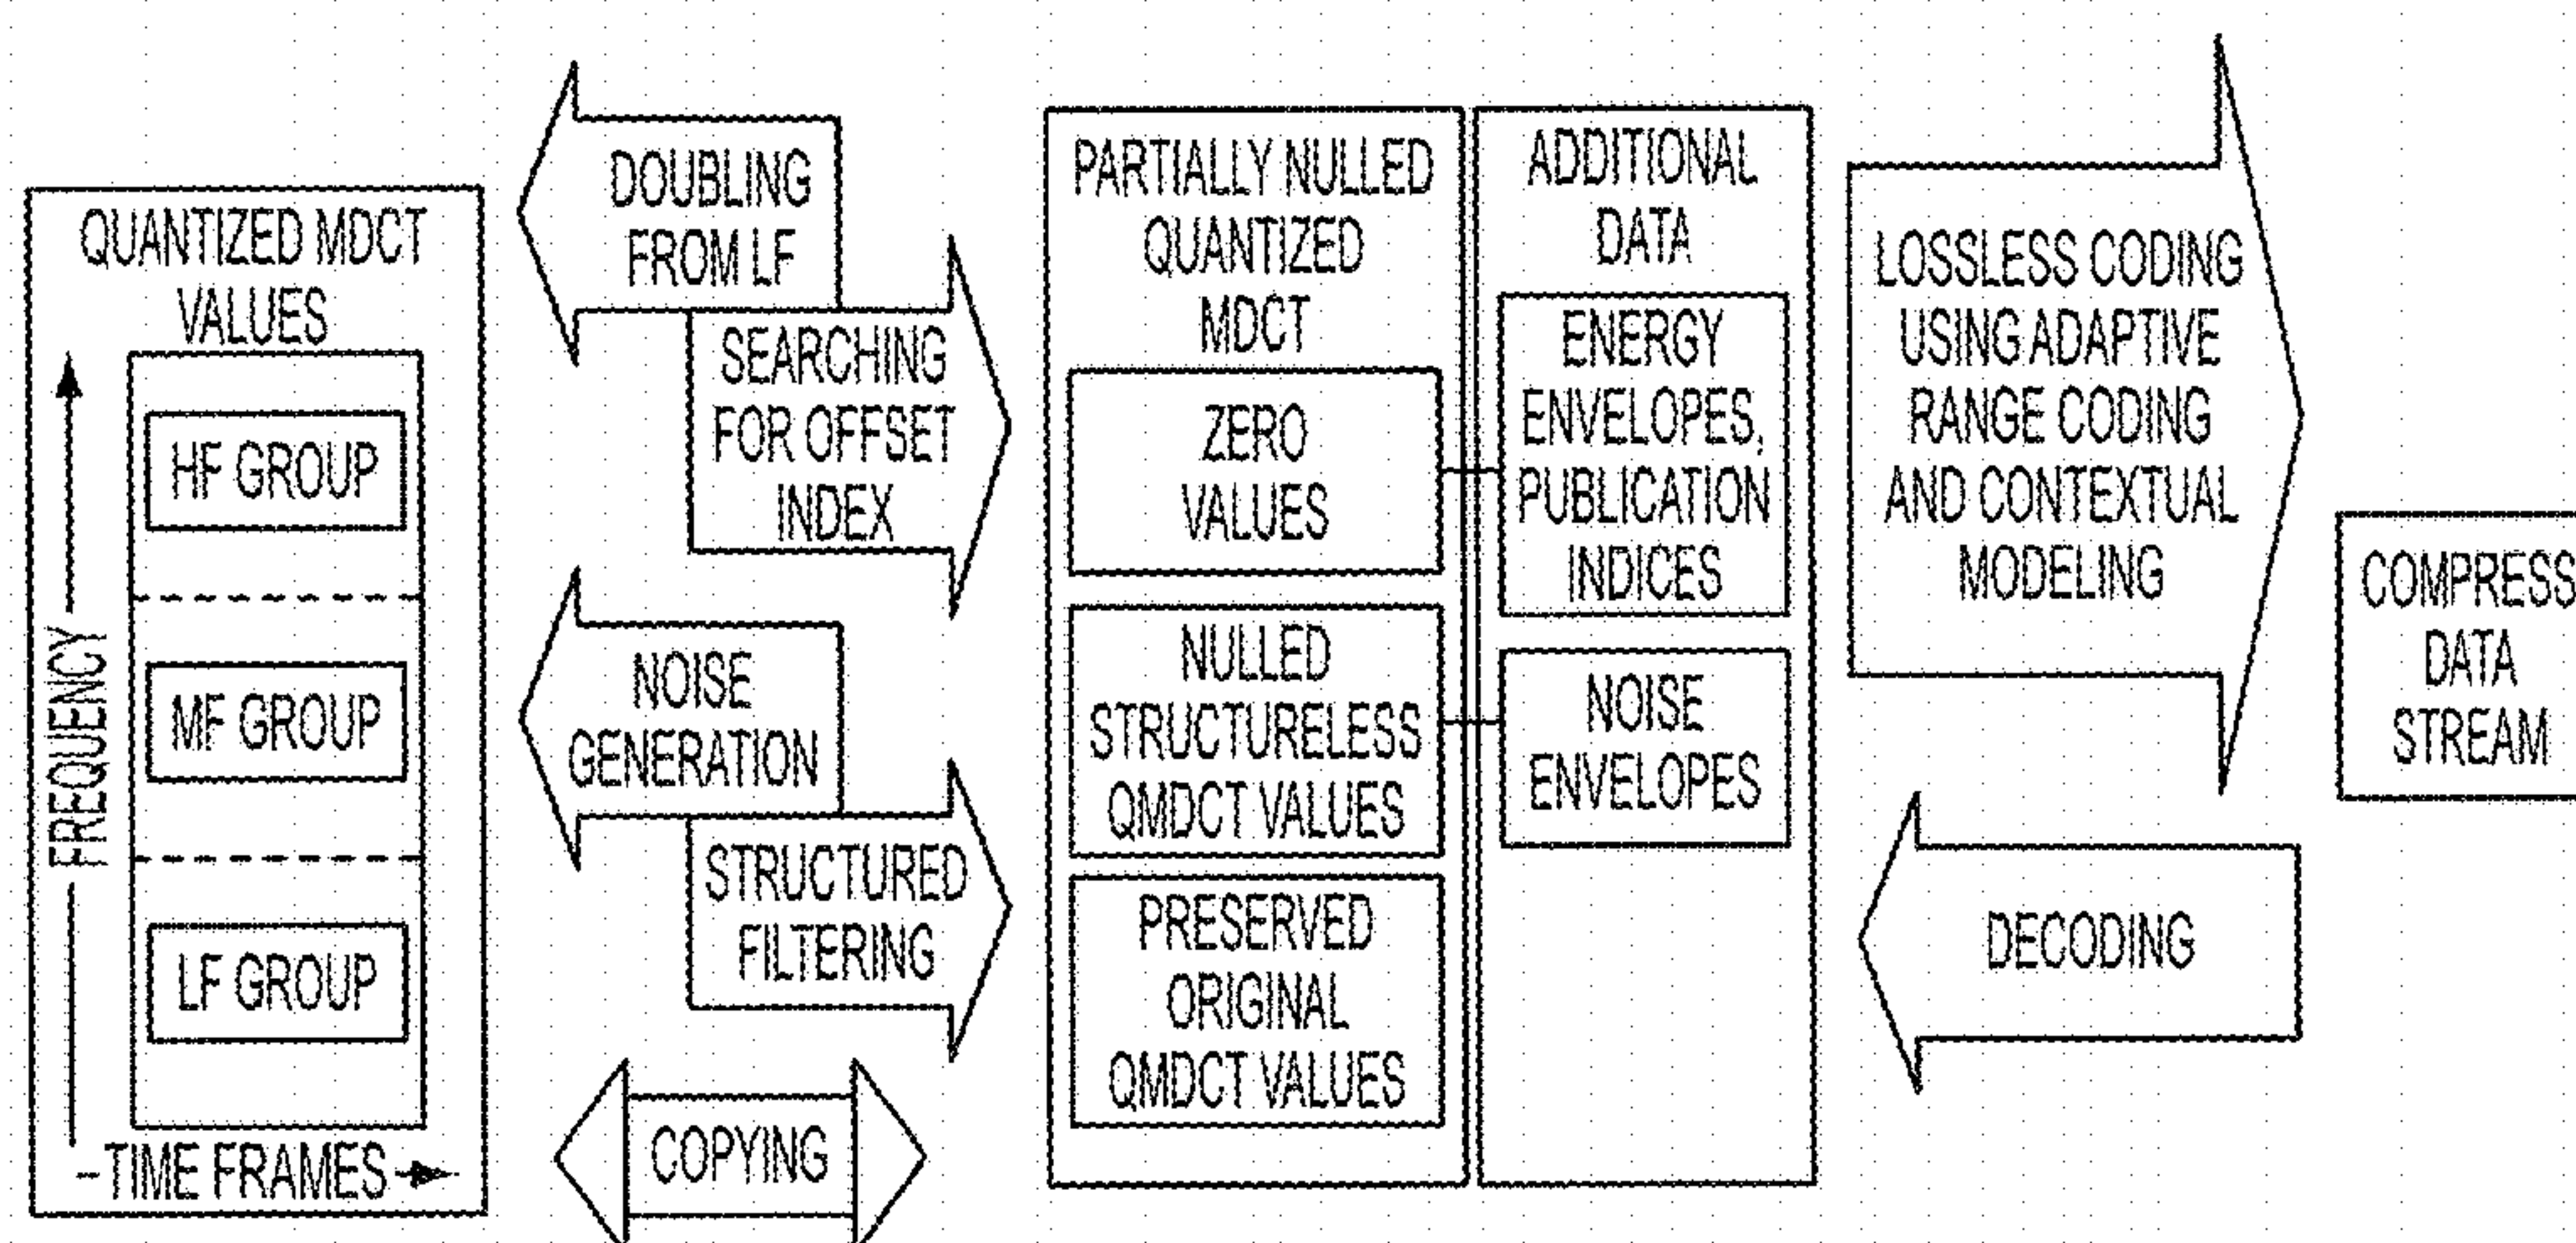 QUANTIZED MDCT
VALUES
HF GROUP
MF GROUP
LF GROUP
FREQUENCY
TIME FRAMES
DOUBLING
FROM LF
SEARCHING
FOR OFFSET
INDEX
NOISE
GENERATION
STRUCTURED
FILTERING
COPYING
PARTIALLY NULLED
QUANTIZED
MDCT
ZERO
VALUES
NULLED
STRUCTURELESS
QMDCT VALUES
PRESERVED
ORIGINAL
QMDCT VALUES
ADDITIONAL
DATA
ENERGY
ENVELOPES,
PUBLICATION
INDICES
NOISE
ENVELOPES
LOSSLESS CODING
USING ADAPTIVE
RANGE CODING
AND CONTEXTUAL
MODELING
DECODING
COMPRESS
DATA
STREAM